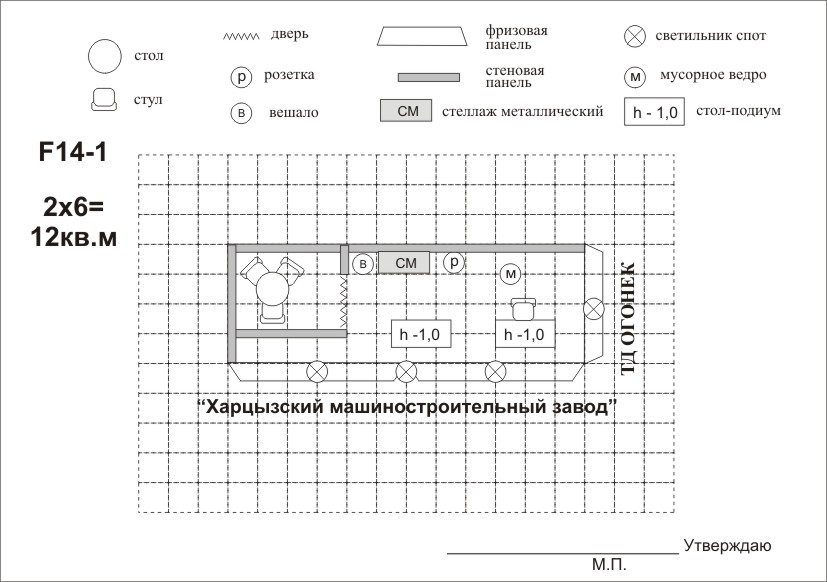 стол
стул
дверь
р розетка
в вешало
фризовая
панель
стеновая
панель
СМ стеллаж металлический
светильник спот
м мусорное ведро
h - 1,0 стол-подиум
F14-1
2x6=
12кв.м
в СМ р м
h -1,0 h -1,0
ТД ОГОНЕК
“Харцызский машиностроительный завод”
Утверждаю
М.П.